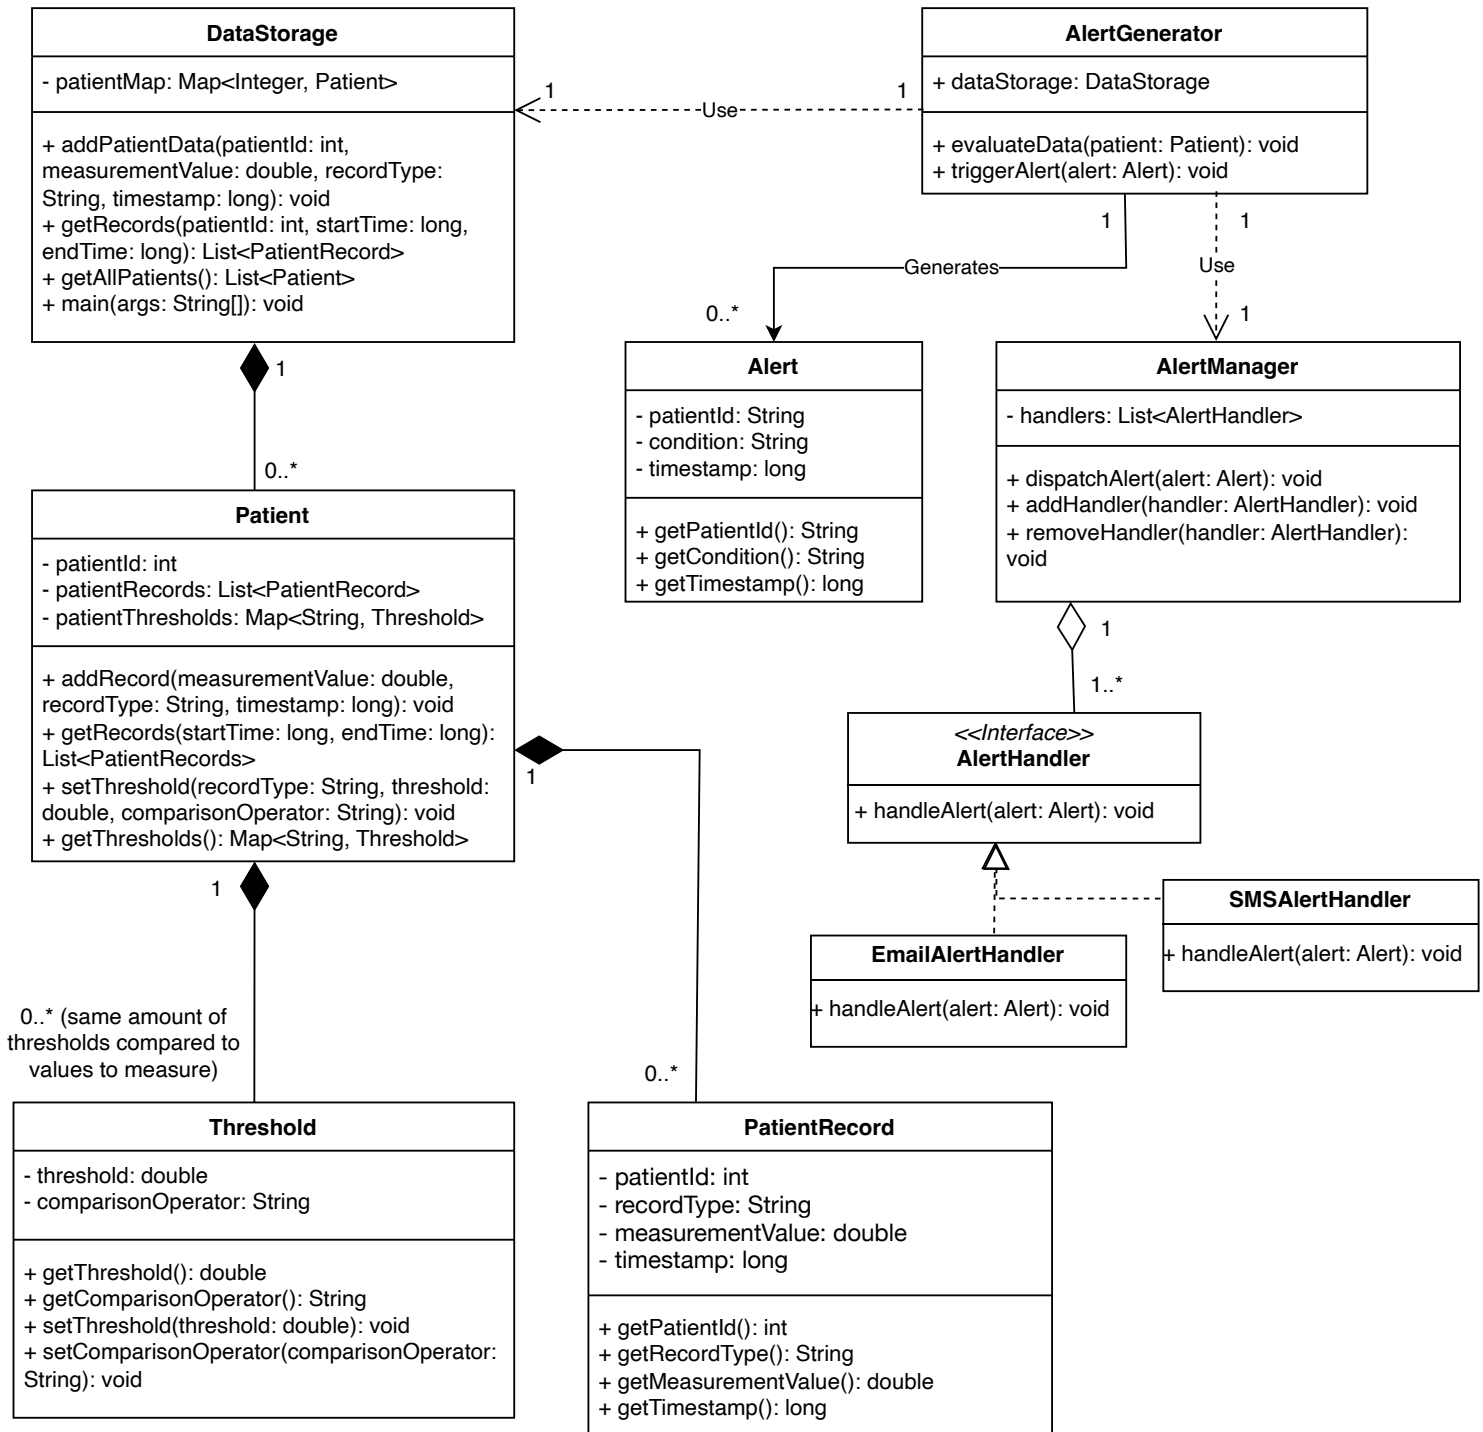 DataStorage
- patientMap: Map<Integer, Patient>
+ addPatientData(patientId: int,
measurementValue: double, recordType:
String, timestamp: long): void
+ getRecords(patientId: int, startTime: long,
endTime: long): List<PatientRecord>
+ getAllPatients(): List<Patient>
+ main(args: String[]): void
1
Use
1
AlertGenerator
+ dataStorage: DataStorage
+ evaluateData(patient: Patient): void
+ triggerAlert(alert: Alert): void
1
Generates
0..*
1
Use
1
1
0..*
Alert
- patientId: String
- condition: String
- timestamp: long
+ getPatientId(): String
+ getCondition(): String
+ getTimestamp(): long
AlertManager
- handlers: List<AlertHandler>
+ dispatchAlert(alert: Alert): void
+ addHandler(handler: AlertHandler): void
+ removeHandler(handler: AlertHandler):
void
Patient
- patientId: int
- patientRecords: List<PatientRecord>
- patientThresholds: Map<String, Threshold>
+ addRecord(measurementValue: double,
recordType: String, timestamp: long): void
+ getRecords(startTime: long, endTime: long):
List<PatientRecords>
+ setThreshold(recordType: String, threshold:
double, comparisonOperator: String): void
+ getThresholds(): Map<String, Threshold>
1
1..*
<<Interface>>
AlertHandler
+ handleAlert(alert: Alert): void
EmailAlertHandler
+ handleAlert(alert: Alert): void
SMSAlertHandler
+ handleAlert(alert: Alert): void
1
0..* (same amount of
thresholds compared to
values to measure)
1
0..*
Threshold
- threshold: double
- comparisonOperator: String
+ getThreshold(): double
+ getComparisonOperator(): String
+ setThreshold(threshold: double): void
+ setComparisonOperator(comparisonOperator:
String): void
PatientRecord
- patientId: int
- recordType: String
- measurementValue: double
- timestamp: long
+ getPatientId(): int
+ getRecordType(): String
+ getMeasurementValue(): double
+ getTimestamp(): long